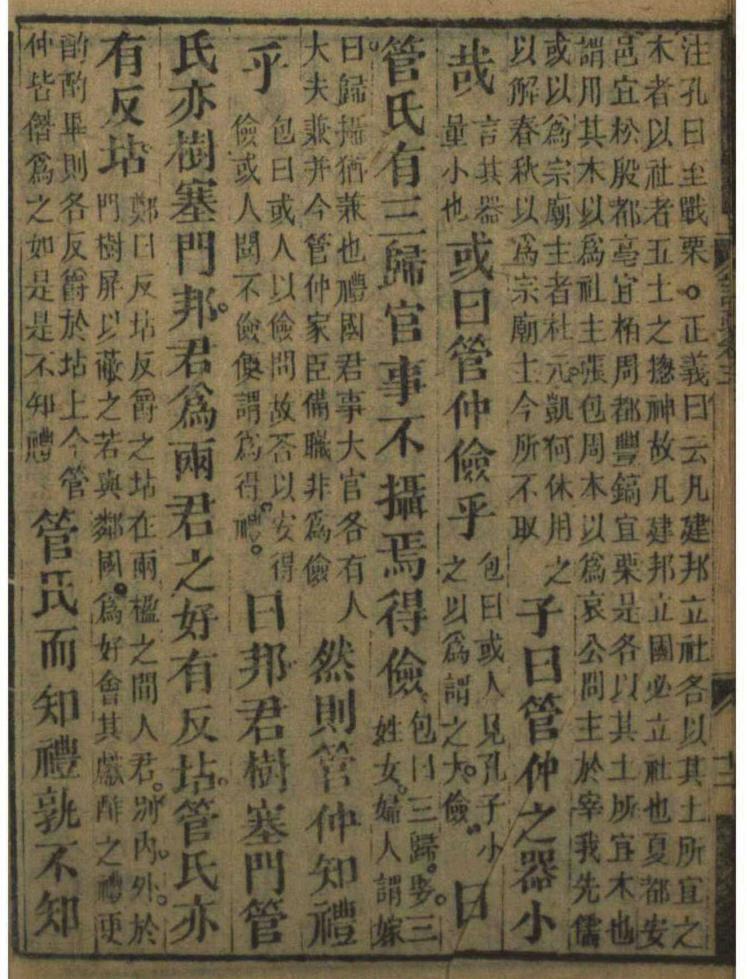 注孔曰至戰栗〇正義曰云凡建邦立社各以其土所宜之
木者以社者五土之揔神故凡建邦立國必立社也夏都安
邑宜松殷都亳宜栢周都豐鎬宜栗是各以其土所宜木也
謂用其木以爲社主張包周本以爲哀公問主於宰我先儒
或以爲宗廟主者杜元凱何休用之
以解春秋以爲宗廟主今所不取
子曰管仲之器小
哉
言其器
量小也
或曰管仲儉乎
包曰或人見孔子小
之以爲謂之大儉
曰
管氏有三歸官事不攝焉得儉
包曰三歸娶三
姓女婦人謂嫁
曰歸攝猶兼也禮國君事大官各有人
大夫兼并今管仲家臣備職非爲儉
然則管仲知禮
乎
包曰或人以儉問故荅以安得
儉或人聞不儉便謂爲得禮
曰邦君樹塞門管
氏亦樹塞門邦君爲兩君之好有反坫管氏亦
有反坫
鄭曰反坫反爵之坫在兩楹之間人君別內外於
門樹屏以蔽之若與鄰國爲好會其獻酢之禮更
酌酌畢則各反爵於坫上今管
仲皆僭爲之如是是不知禮
管氏而知禮孰不知